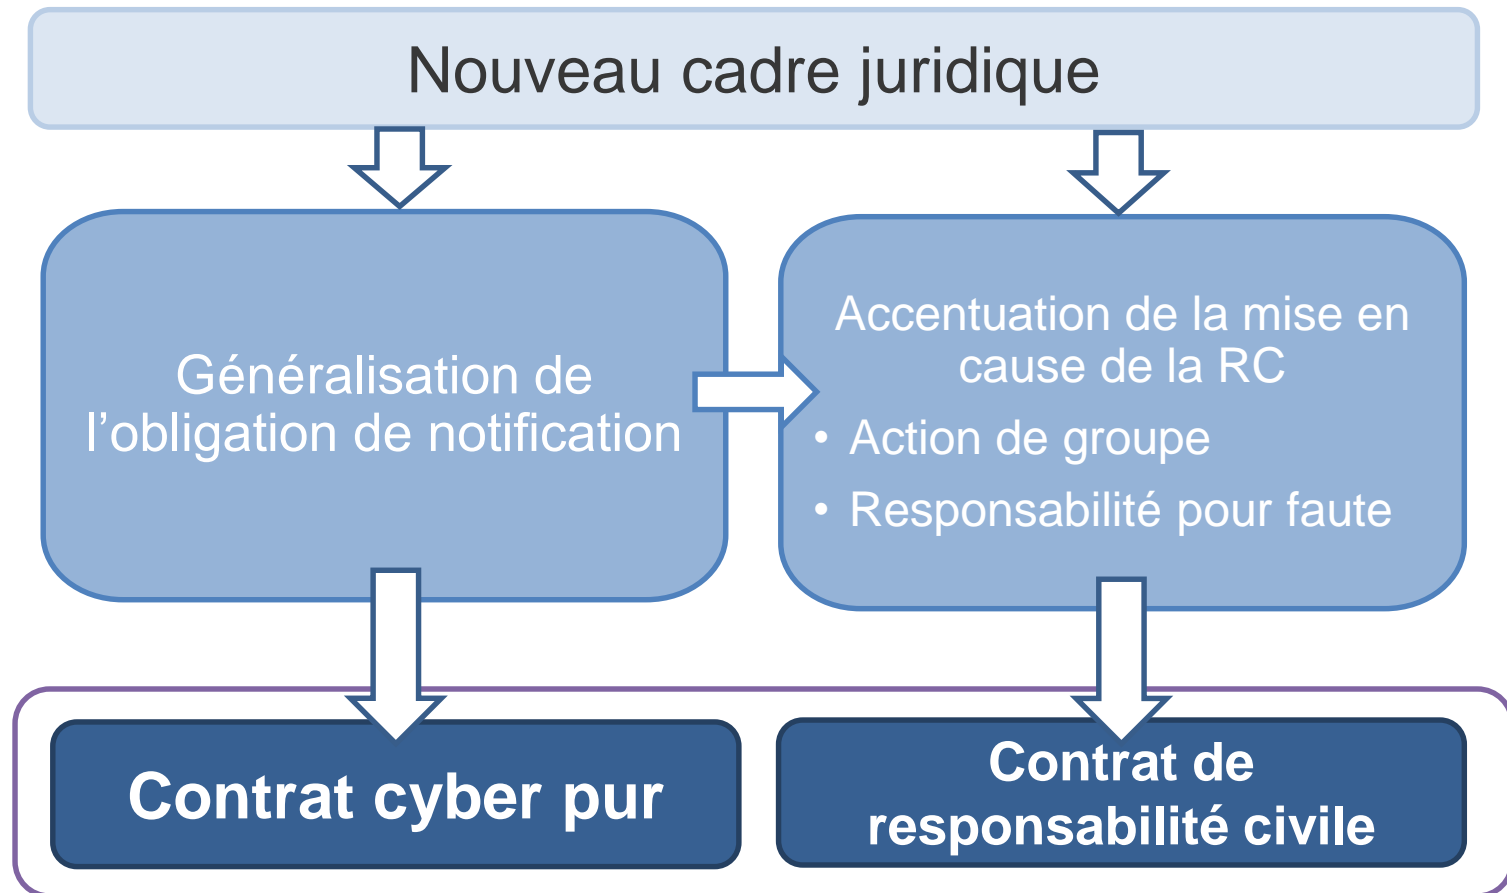 Nouveau cadre juridique
Généralisation de
l’obligation de notification
Accentuation de la mise en
cause de la RC
• Action de groupe
• Responsabilité pour faute
Contrat cyber pur
Contrat de
responsabilité civile